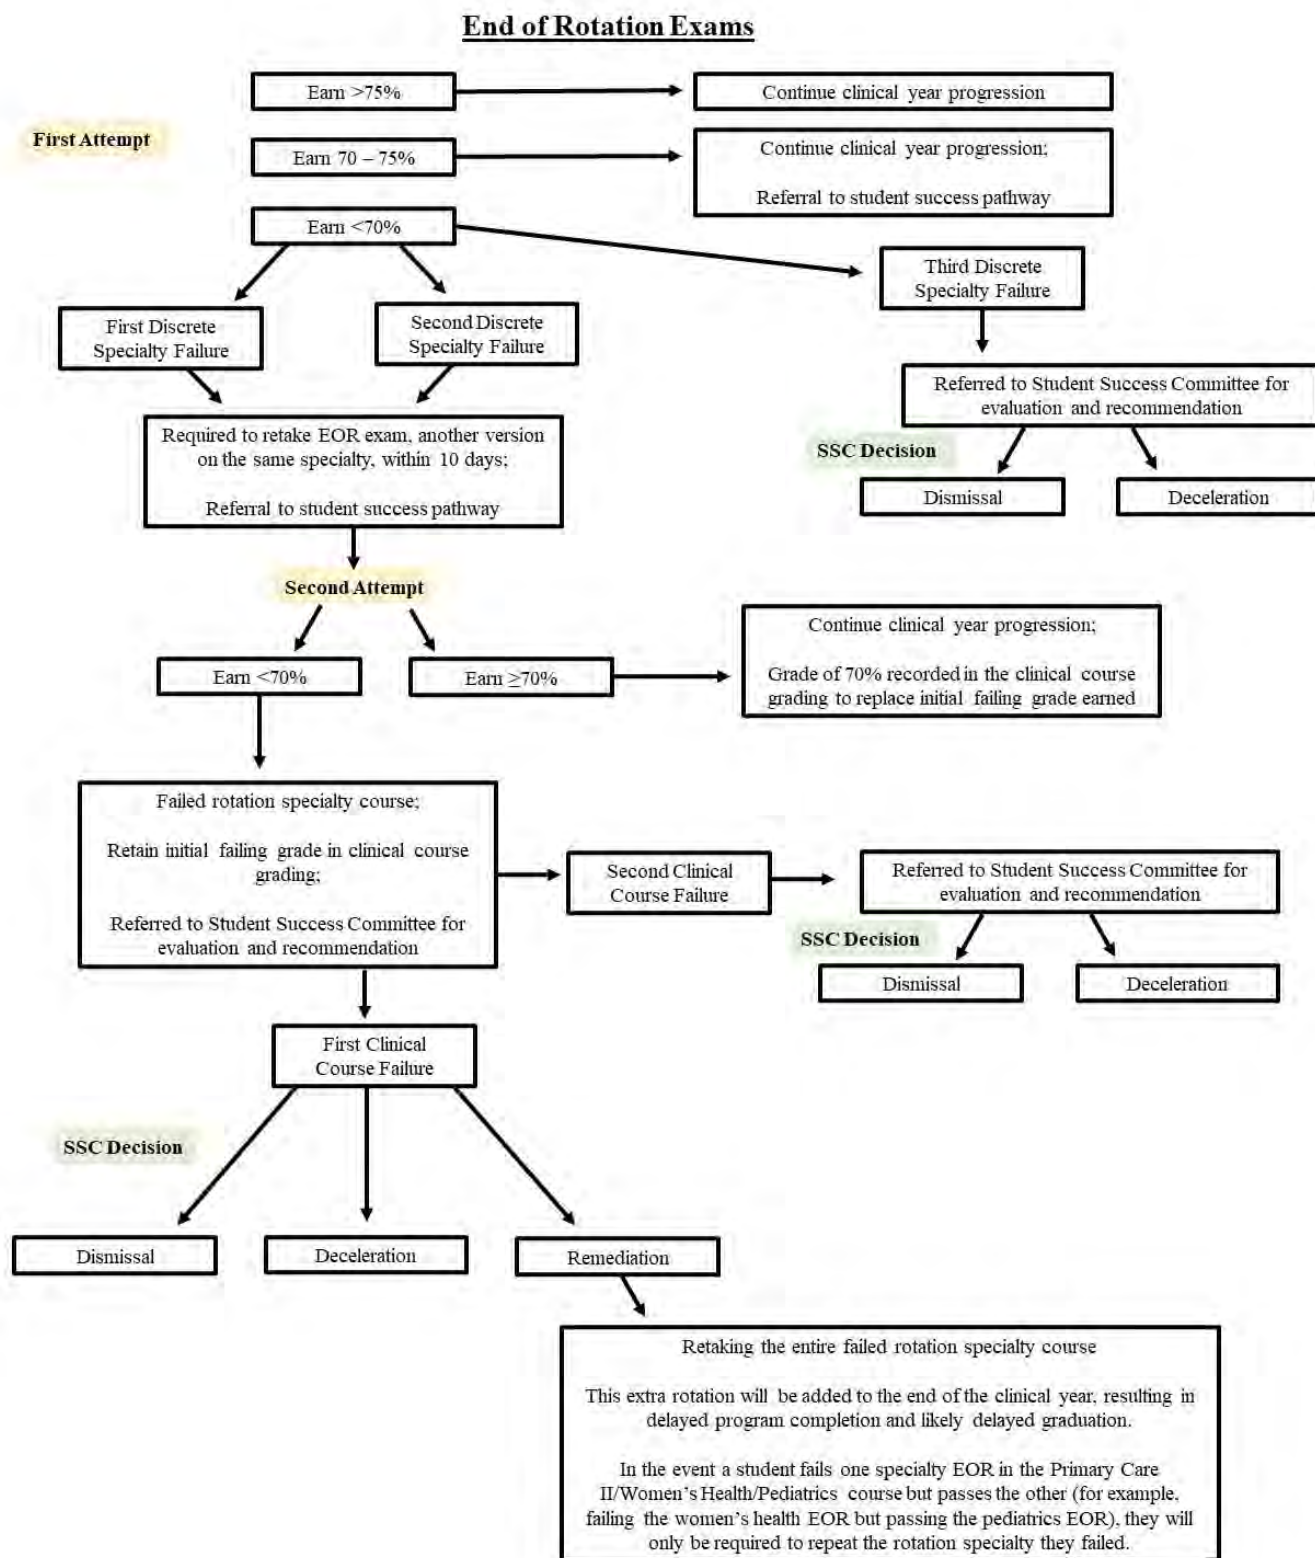 End of Rotation Exams
Earn >75%
Continue clinical year progression
First Attempt
Earn 70 – 75%
Continue clinical year progression;
Referral to student success pathway
Earn <70%
Third Discrete
Specialty Failure
First Discrete
Specialty Failure
Second Discrete
Specialty Failure
Referred to Student Success Committee for
evaluation and recommendation
SSC Decision
Dismissal
Deceleration
Required to retake EOR exam, another version
on the same specialty, within 10 days;
Referral to student success pathway
Second Attempt
Earn <70%
Earn ≥70%
Continue clinical year progression;
Grade of 70% recorded in the clinical course
grading to replace initial failing grade earned
Failed rotation specialty course;
Retain initial failing grade in clinical course
grading;
Referred to Student Success Committee for
evaluation and recommendation
Second Clinical
Course Failure
Referred to Student Success Committee for
evaluation and recommendation
SSC Decision
Dismissal
Deceleration
First Clinical
Course Failure
SSC Decision
Dismissal
Deceleration
Remediation
Retaking the entire failed rotation specialty course
This extra rotation will be added to the end of the clinical year, resulting in
delayed program completion and likely delayed graduation.
In the event a student fails one specialty EOR in the Primary Care
II/Women's Health/Pediatrics course but passes the other (for example,
failing the women's health EOR but passing the pediatrics EOR), they will
only be required to repeat the rotation specialty they failed.